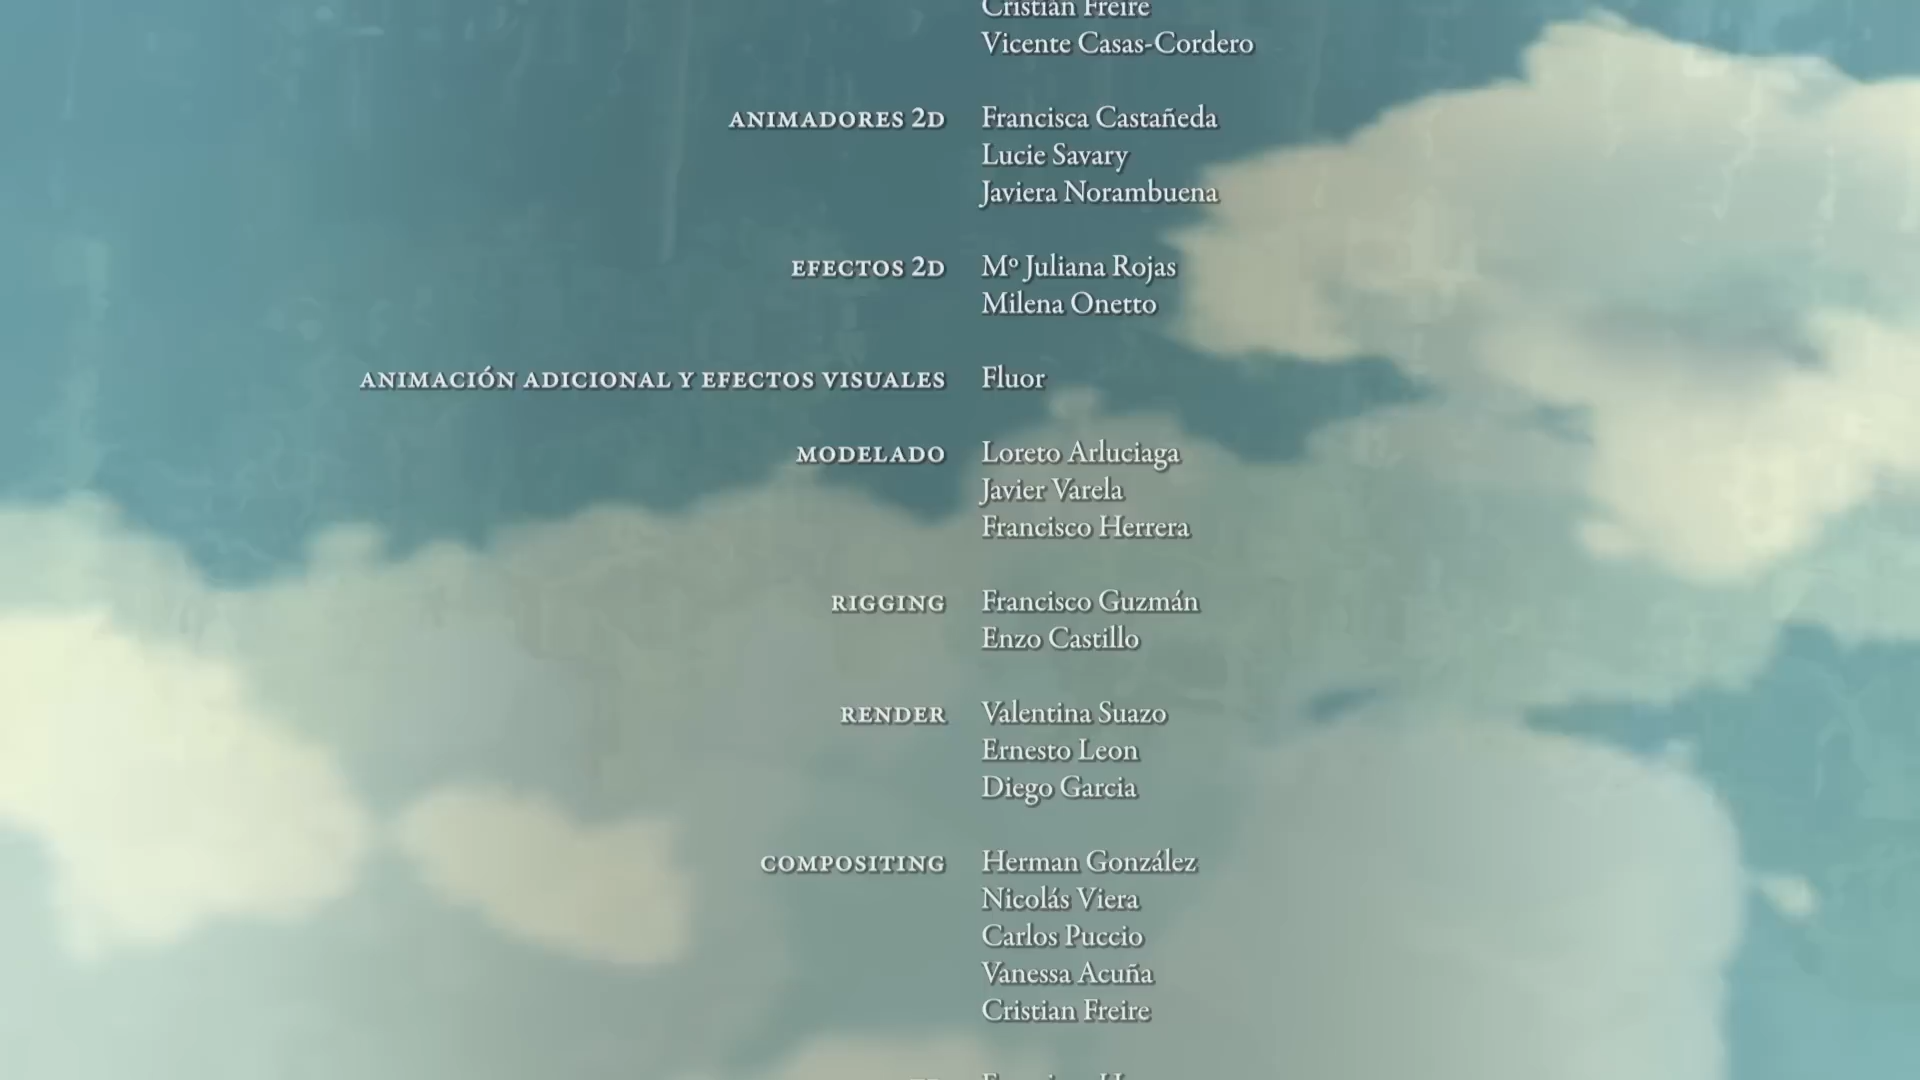 Cristián Freire
Vicente Casas-Cordero
ANIMADORES 2D Francisca Castañeda
Lucie Savary
Javiera Norambuena
EFECTOS 2D Mº Juliana Rojas
Milena Onetto
ANIMACIÓN ADICIONAL Y EFECTOS VISUALES Fluor
MODELADO Loreto Arluciaga
Javier Varela
Francisco Herrera
RIGGING Francisco Guzmán
Enzo Castillo
RENDER Valentina Suazo
Ernesto Leon
Diego Garcia
COMPOSITING Herman González
Nicolás Viera
Carlos Puccio
Vanessa Acuña
Cristian Freire